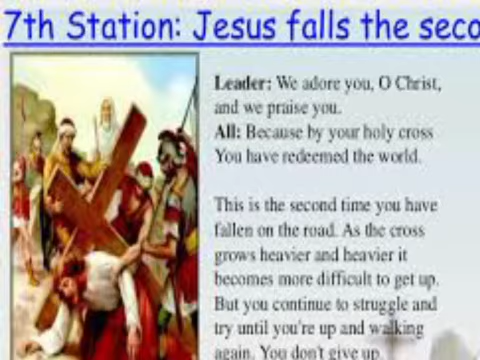 7th Station: Jesus falls the seco
Leader: We adore you, O Christ,
and we praise you.
All: Because by your holy cross
You have redeemed the world.
This is the second time you have
fallen on the road. As the cross
grows heavier and heavier it
becomes more difficult to get up.
But you continue to struggle and
try until you're up and walking
again. You don't give up.